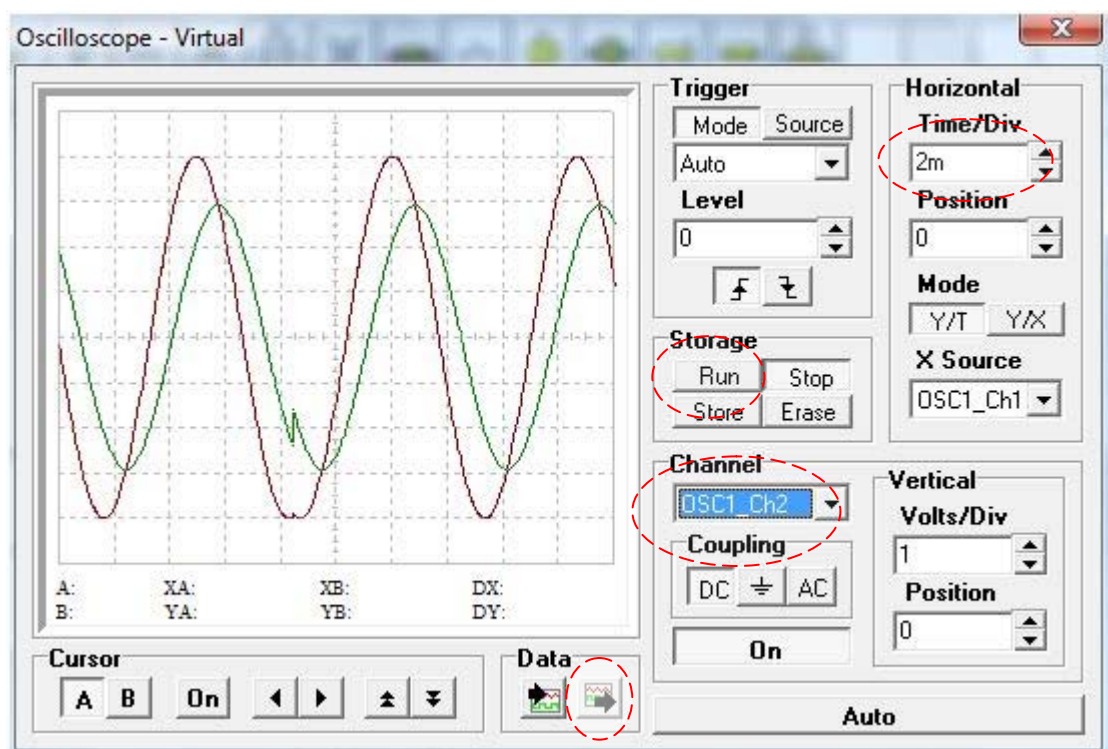 Oscilloscope - Virtual
A: XA: XB: DX:
B: YA: YB: DY:
Cursor
A B On
Data
Trigger
Mode Source
Auto
Level
0
Storage
Run Stop
Store Erase
Horizontal
Time/Div
2m
Position
0
Mode
Y/T Y/X
X Source
OSC1_Ch1
Channel
OSC1_Ch2
Coupling
DC AC
On
Vertical
Volts/Div
1
Position
0
Auto